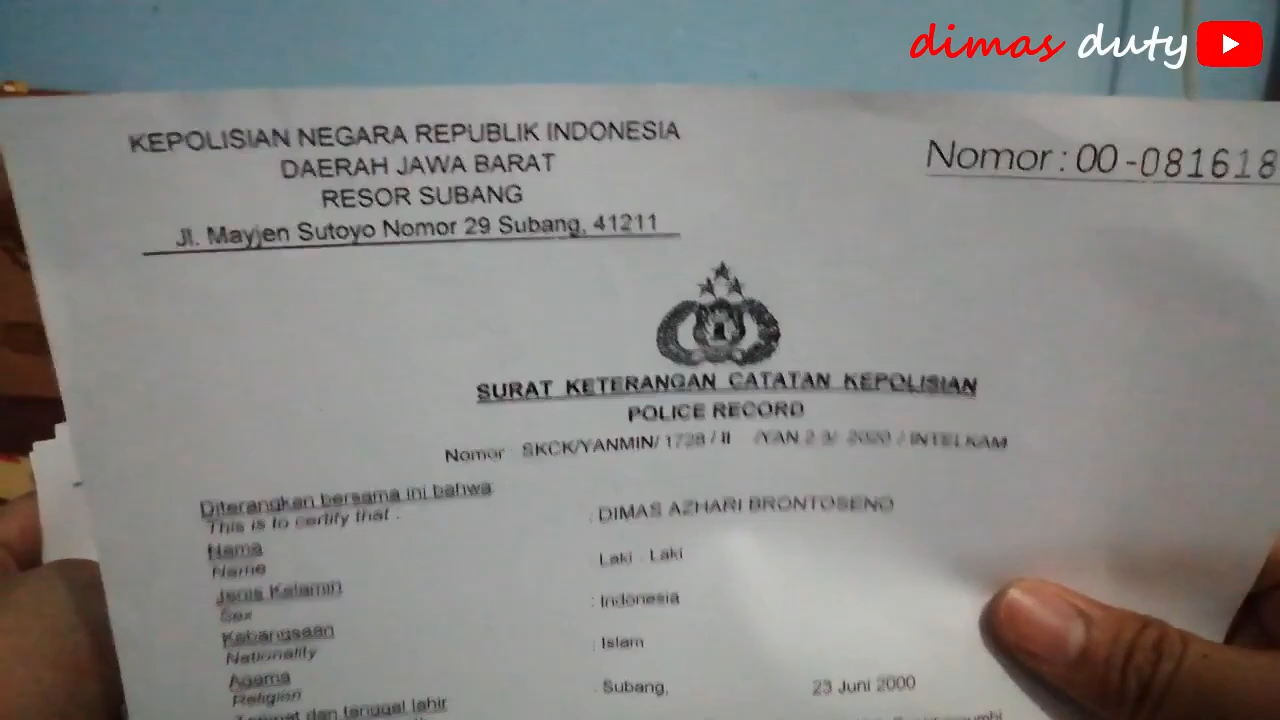 dimas duty
KEPOLISIAN NEGARA REPUBLIK INDONESIA
DAERAH JAWA BARAT
RESOR SUBANG
Jl. Mayjen Sutoyo Nomor 29 Subang, 41211
Nomor : 00-081618
SURAT KETERANGAN CATATAN KEPOLISIAN
POLICE RECORD
Nomor SKCK/YANMIN/ 1728 / II /YAN 2 3/ 2020 / INTELKAM
Diterangkan bersama ini bahwa
This is to certify that :
: DIMAS AZHARI BRONTOSENO
Nama
Name
Laki - Laki
Jenis Kelamin
Sex
: Indonesia
Kebangsaan
Nationality
: Islam
Agama
Religion
: Subang, 23 Juni 2000
Tempat dan tanggal lahir